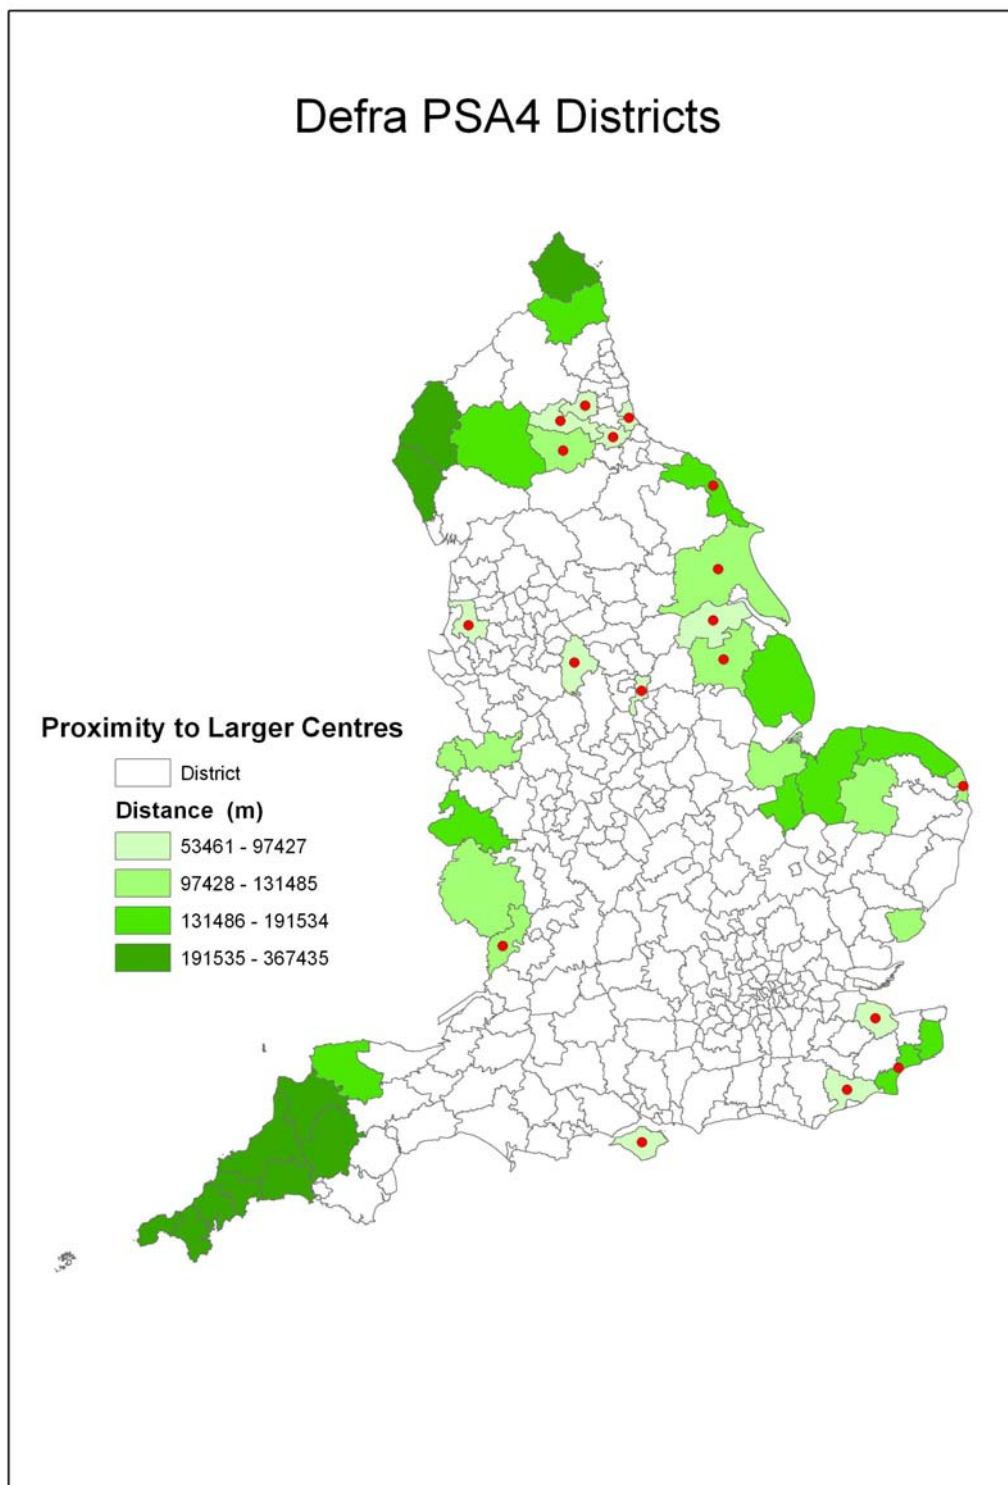 Defra PSA4 Districts
Proximity to Larger Centres
District
Distance (m)
53461 - 97427
97428 - 131485
131486 - 191534
191535 - 367435